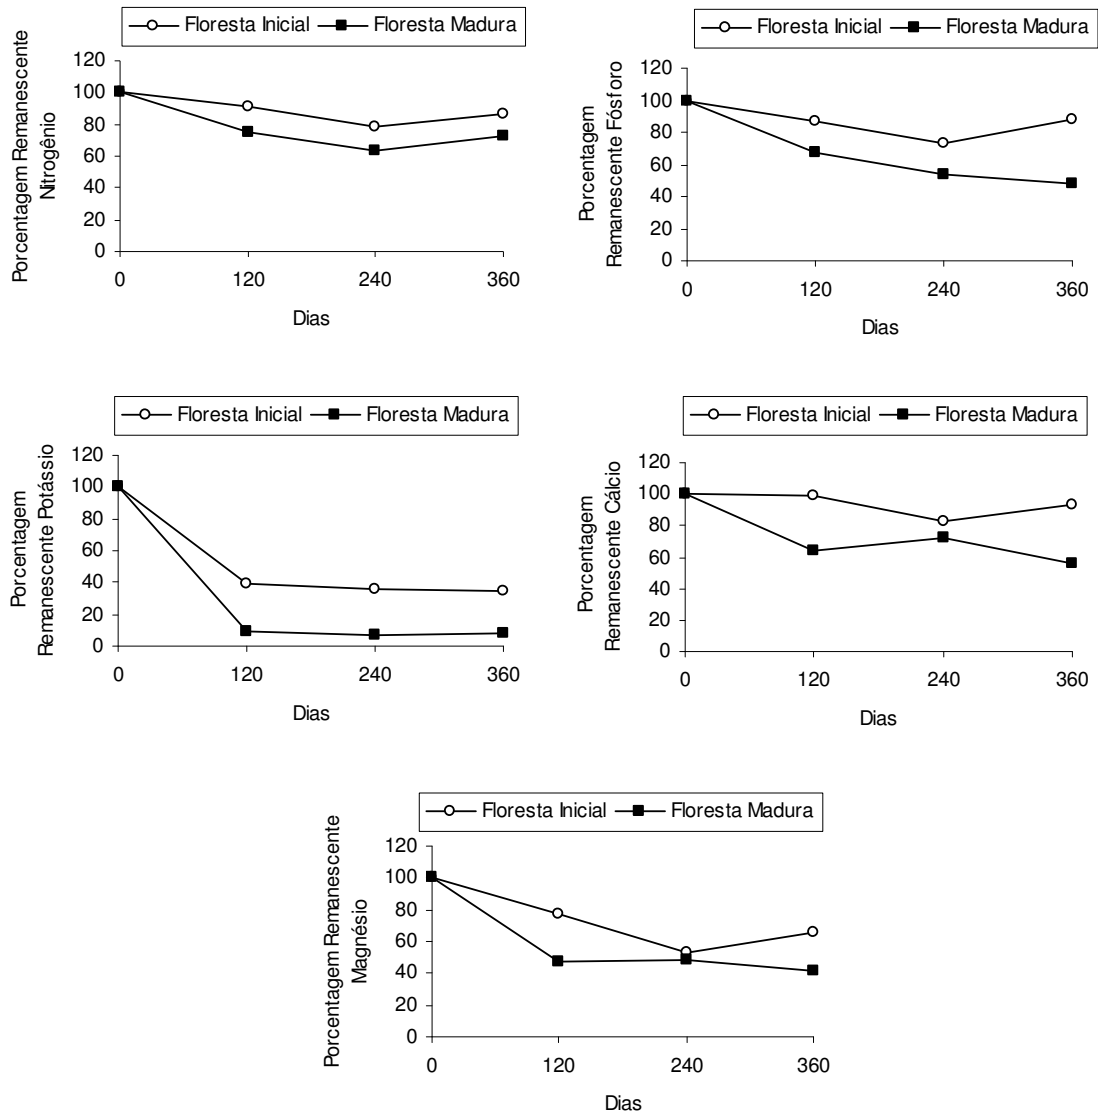 Floresta Inicial Floresta Madura
Porcentagem Remanescente
Nitrogênio
120
100
80
60
40
20
0
0 120 240 360
Dias
Floresta Inicial Floresta Madura
Porcentagem
Remanescente Fósforo
120
100
80
60
40
20
0
0 120 240 360
Dias
Floresta Inicial Floresta Madura
Porcentagem
Remanescente Potássio
120
100
80
60
40
20
0
0 120 240 360
Dias
Floresta Inicial Floresta Madura
Porcentagem
Remanescente Cálcio
120
100
80
60
40
20
0
0 120 240 360
Dias
Floresta Inicial Floresta Madura
Porcentagem Remanescente
Magnésio
120
100
80
60
40
20
0
0 120 240 360
Dias